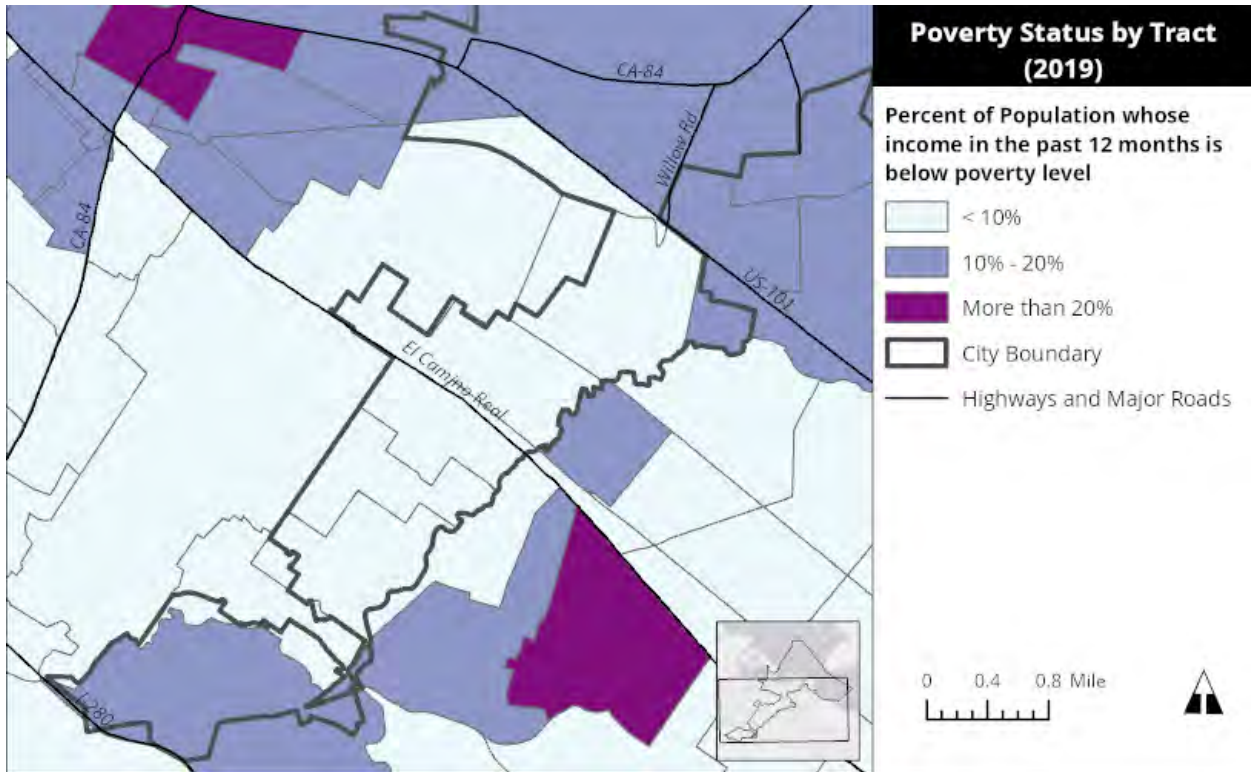 Poverty Status by Tract
(2019)
Percent of Population whose
income in the past 12 months is
below poverty level
< 10%
10% - 20%
More than 20%
City Boundary
Highways and Major Roads
0 0.4 0.8 Mile
CA-84
Willow Rd
CA-84
US-101
El Camino Real
I-280